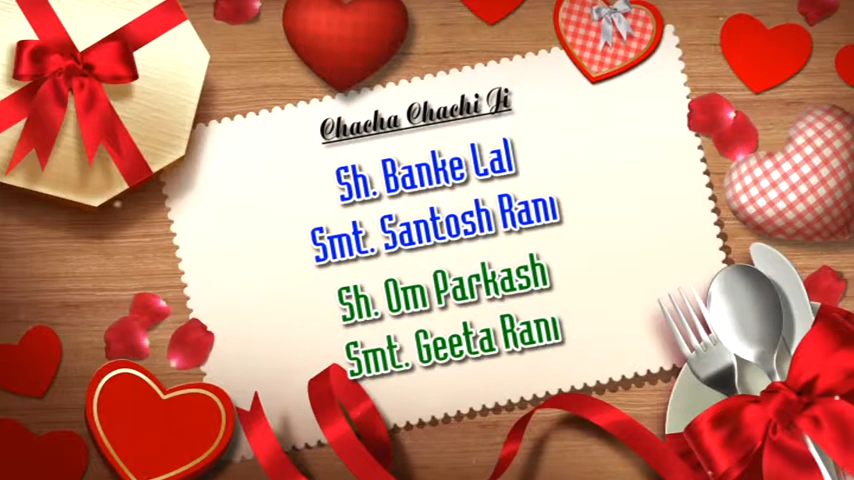 Chacha Chachi Ji
Sh. Banke Lal
Smt. Santosh Rani
Sh. Om Parkash
Smt. Geeta Rani